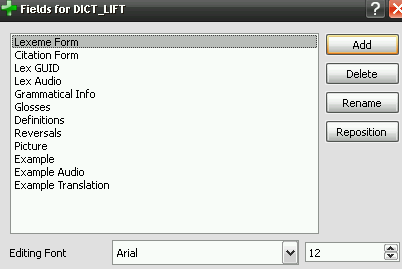 Fields for DICT_LIFT
?
Lexeme Form
Citation Form
Lex GUID
Lex Audio
Grammatical Info
Glosses
Definitions
Reversals
Picture
Example
Example Audio
Example Translation
Add
Delete
Rename
Reposition
Editing Font
Arial
12